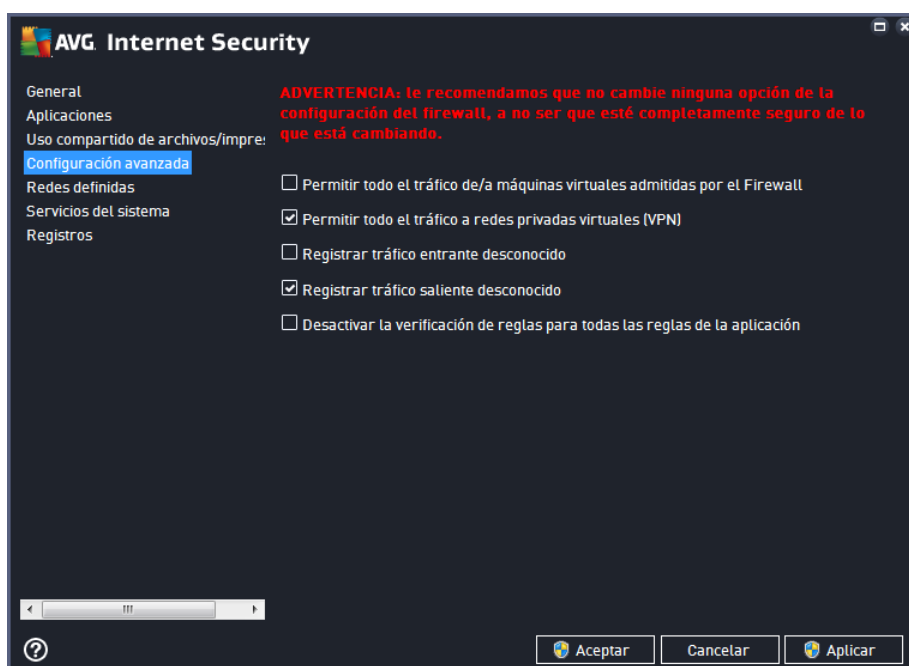 AVG Internet Security
General
Aplicaciones
Uso compartido de archivos/impre
Configuración avanzada
Redes definidas
Servicios del sistema
Registros
ADVERTENCIA: le recomendamos que no cambie ninguna opción de la
configuración del firewall, a no ser que esté completamente seguro de lo
que está cambiando.
Permitir todo el tráfico de/a máquinas virtuales admitidas por el Firewall
Permitir todo el tráfico a redes privadas virtuales (VPN)
Registrar tráfico entrante desconocido
Registrar tráfico saliente desconocido
Desactivar la verificación de reglas para todas las reglas de la aplicación
Aceptar
Cancelar
Aplicar